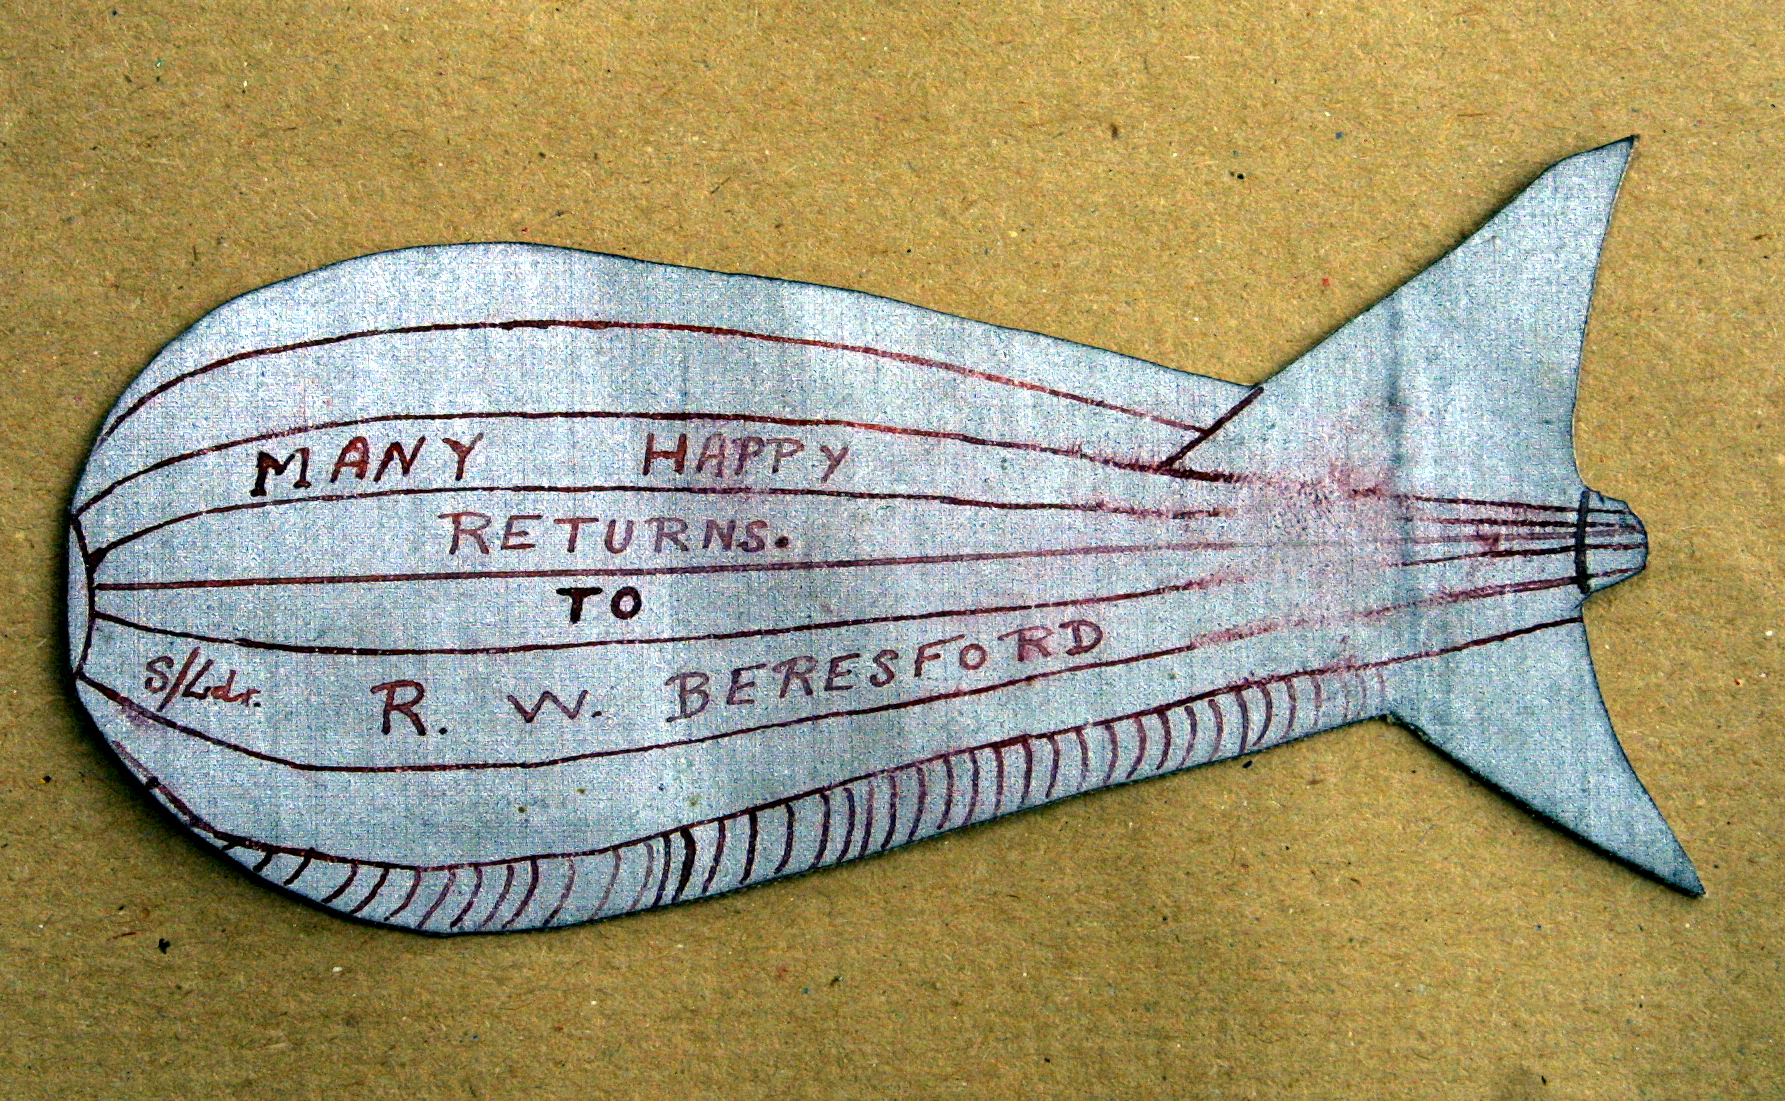 MANY HAPPY
RETURNS.
TO
S/Ldr. R. W. BERESFORD